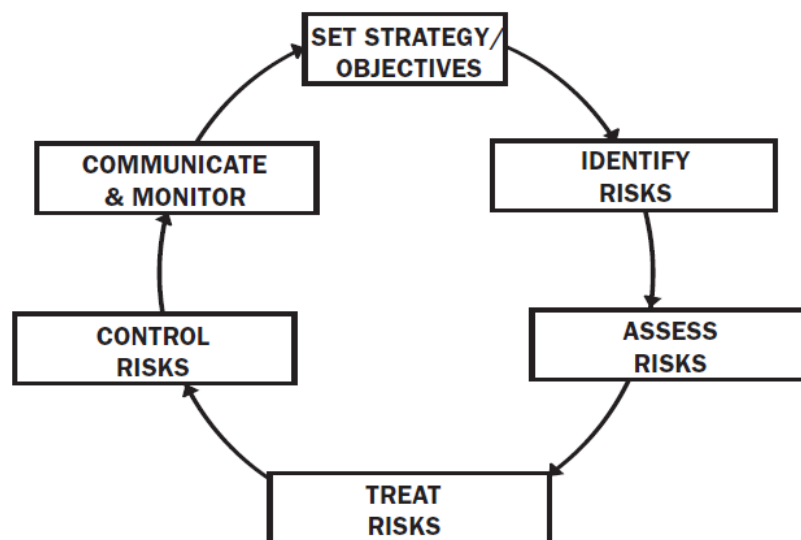 SET STRATEGY/
OBJECTIVES
IDENTIFY
RISKS
ASSESS
RISKS
TREAT
RISKS
CONTROL
RISKS
COMMUNICATE
& MONITOR